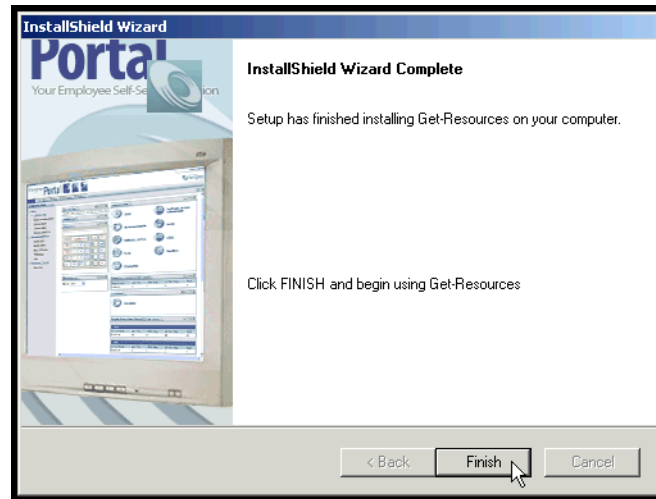 InstallShield Wizard
Portal
Your Employee Self-Se ion
InstallShield Wizard Complete
Setup has finished installing Get-Resources on your computer.
Portal
Click FINISH and begin using Get-Resources
< Back
Finish
Cancel